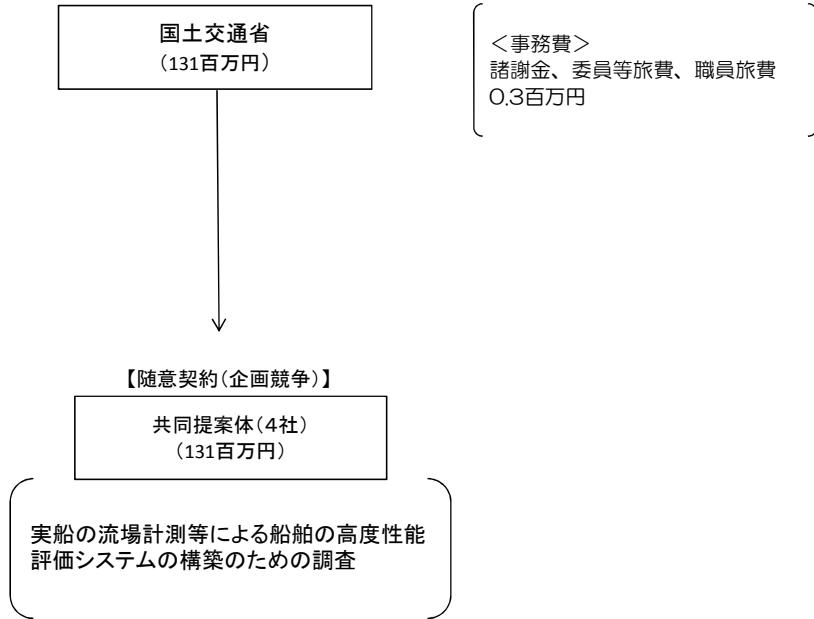 国土交通省
(131百万円)
<事務費>
諸謝金、委員等旅費、職員旅費
0.3百万円
【随意契約(企画競争)】
共同提案体(4社)
(131百万円)
実船の流場計測等による船舶の高度性能
評価システムの構築のための調査